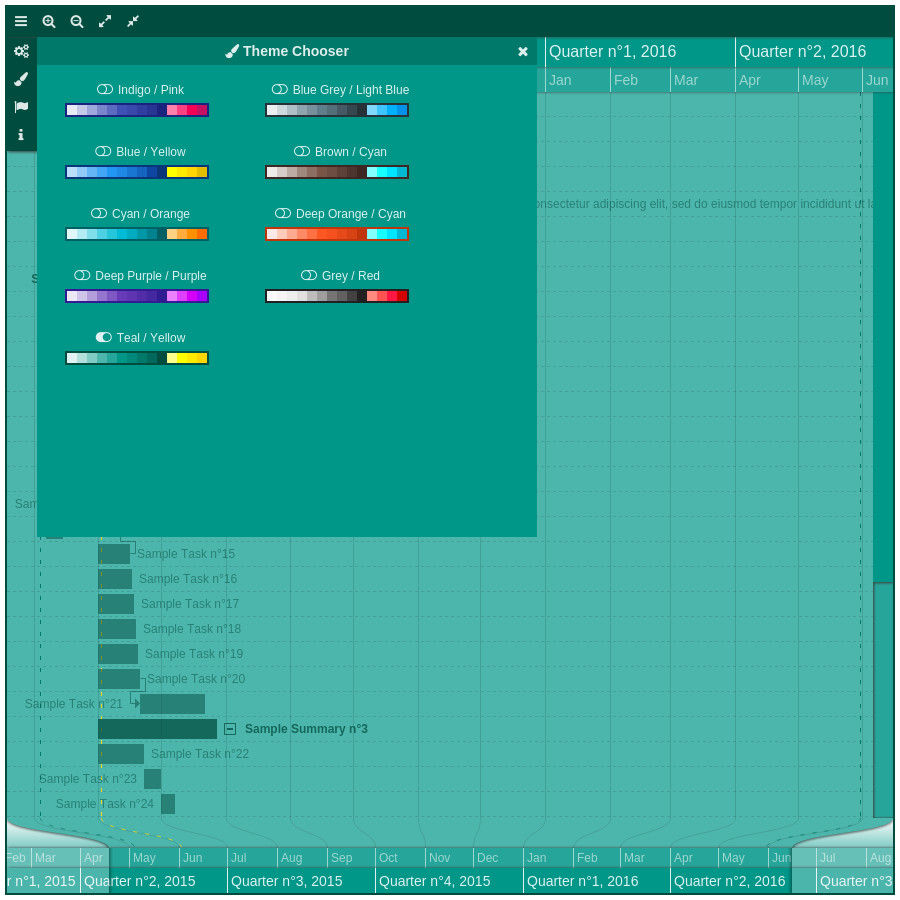 Theme Chooser
Indigo / Pink
Blue Grey / Light Blue
Blue / Yellow
Brown / Cyan
Cyan / Orange
Deep Orange / Cyan
Deep Purple / Purple
Grey / Red
Teal / Yellow
Quarter n°1, 2016
Quarter n°2, 2016
Jan Feb Mar Apr May Jun
onsectetur adipiscing elit, sed do eiusmod tempor incididunt ut la
S
Sam
Sample Task n°15
Sample Task n°16
Sample Task n°17
Sample Task n°18
Sample Task n°19
Sample Task n°20
Sample Task n°21
Sample Summary n°3
Sample Task n°22
Sample Task n°23
Sample Task n°24
Feb Mar Apr May Jun Jul Aug Sep Oct Nov Dec Jan Feb Mar Apr May Jun Jul Aug
r n°1, 2015 Quarter n°2, 2015 Quarter n°3, 2015 Quarter n°4, 2015 Quarter n°1, 2016 Quarter n°2, 2016 Quarter n°3